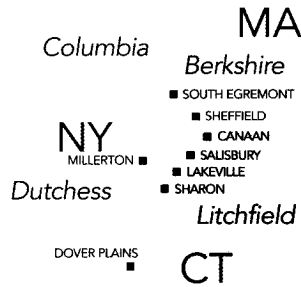 MA
Columbia
Berkshire
SOUTH EGREMONT
SHEFFIELD
NY
CANAAN
MILLERTON
SALISBURY
LAKEVILLE
Dutchess
SHARON
Litchfield
DOVER PLAINS
CT